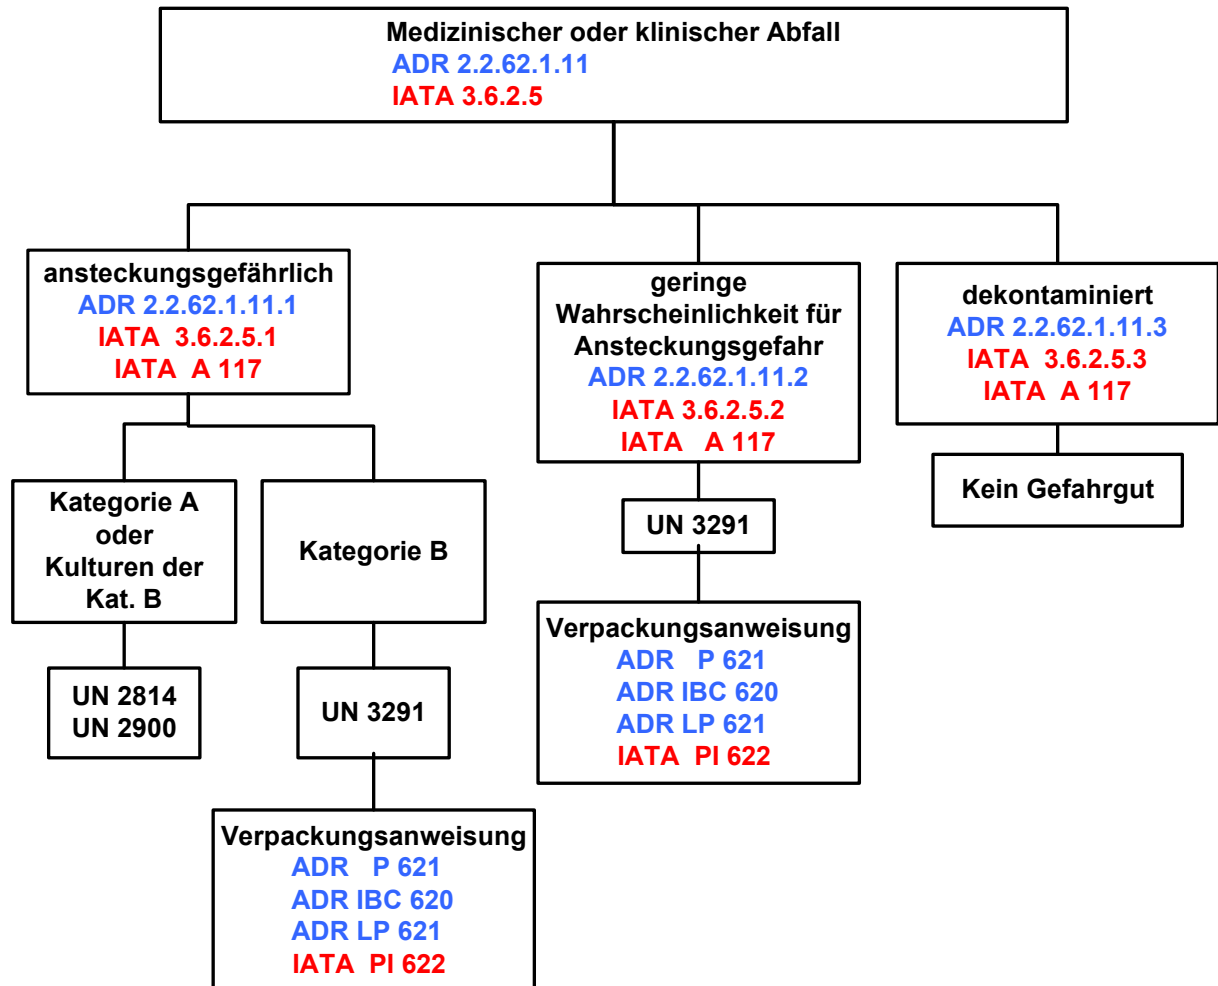 Medizinischer oder klinischer Abfall
ADR 2.2.62.1.11
IATA 3.6.2.5
ansteckungsgefährlich
ADR 2.2.62.1.11.1
IATA 3.6.2.5.1
IATA A 117
geringe
Wahrscheinlichkeit für
Ansteckungsgefahr
ADR 2.2.62.1.11.2
IATA 3.6.2.5.2
IATA A 117
dekontaminiert
ADR 2.2.62.1.11.3
IATA 3.6.2.5.3
IATA A 117
Kategorie A
oder
Kulturen der
Kat. B
Kategorie B
UN 3291
Kein Gefahrgut
UN 2814
UN 2900
UN 3291
Verpackungsanweisung
ADR P 621
ADR IBC 620
ADR LP 621
IATA PI 622
Verpackungsanweisung
ADR P 621
ADR IBC 620
ADR LP 621
IATA PI 622